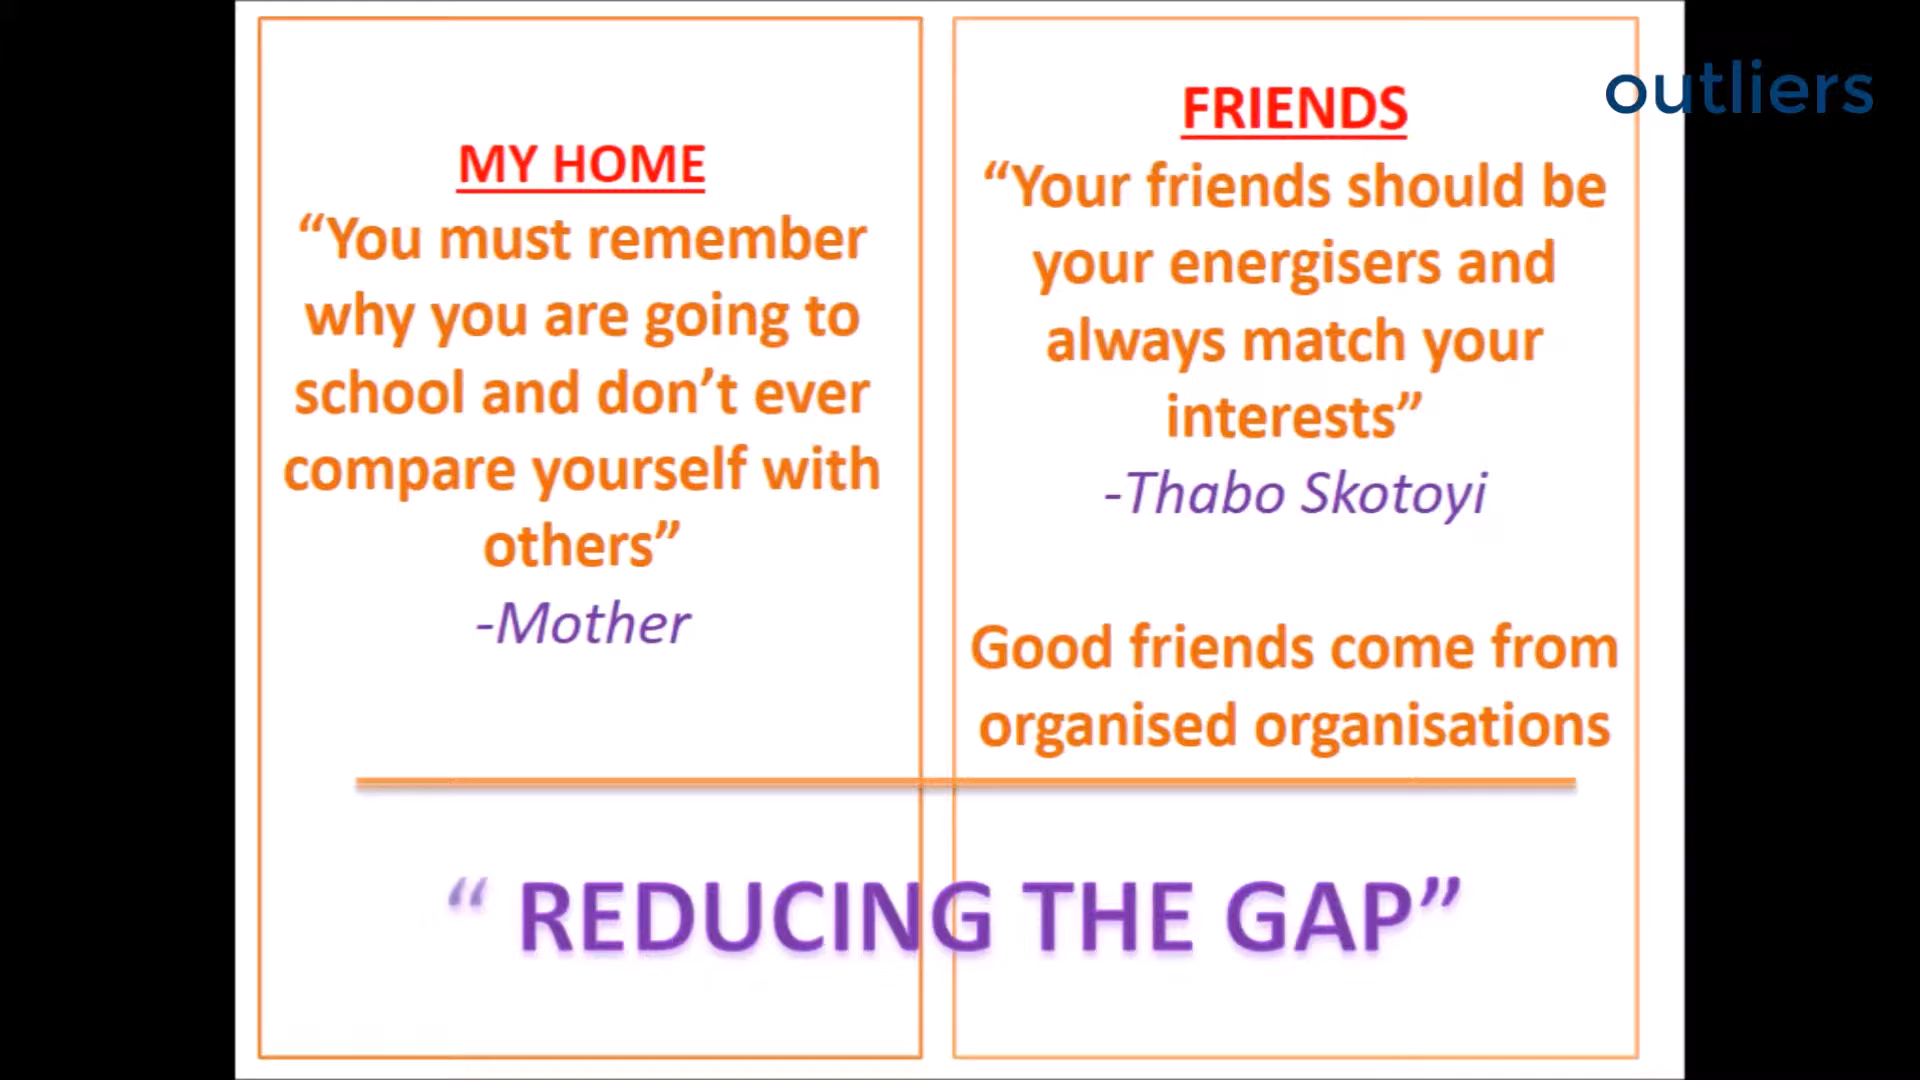 MY HOME
“You must remember
why you are going to
school and don’t ever
compare yourself with
others”
-Mother
FRIENDS
“Your friends should be
your energisers and
always match your
interests”
-Thabo Skotoyi
Good friends come from
organised organisations
“ REDUCING THE GAP”
outliers